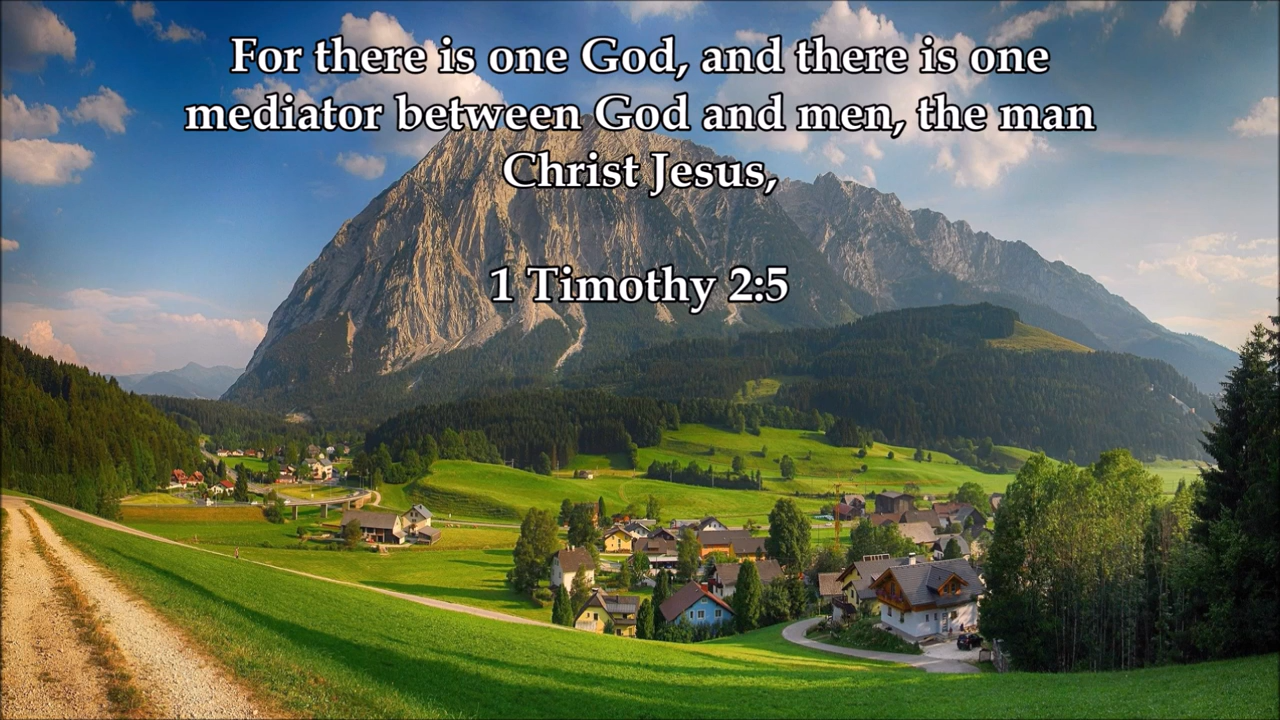 For there is one God, and there is one
mediator between God and men, the man
Christ Jesus,
1 Timothy 2:5